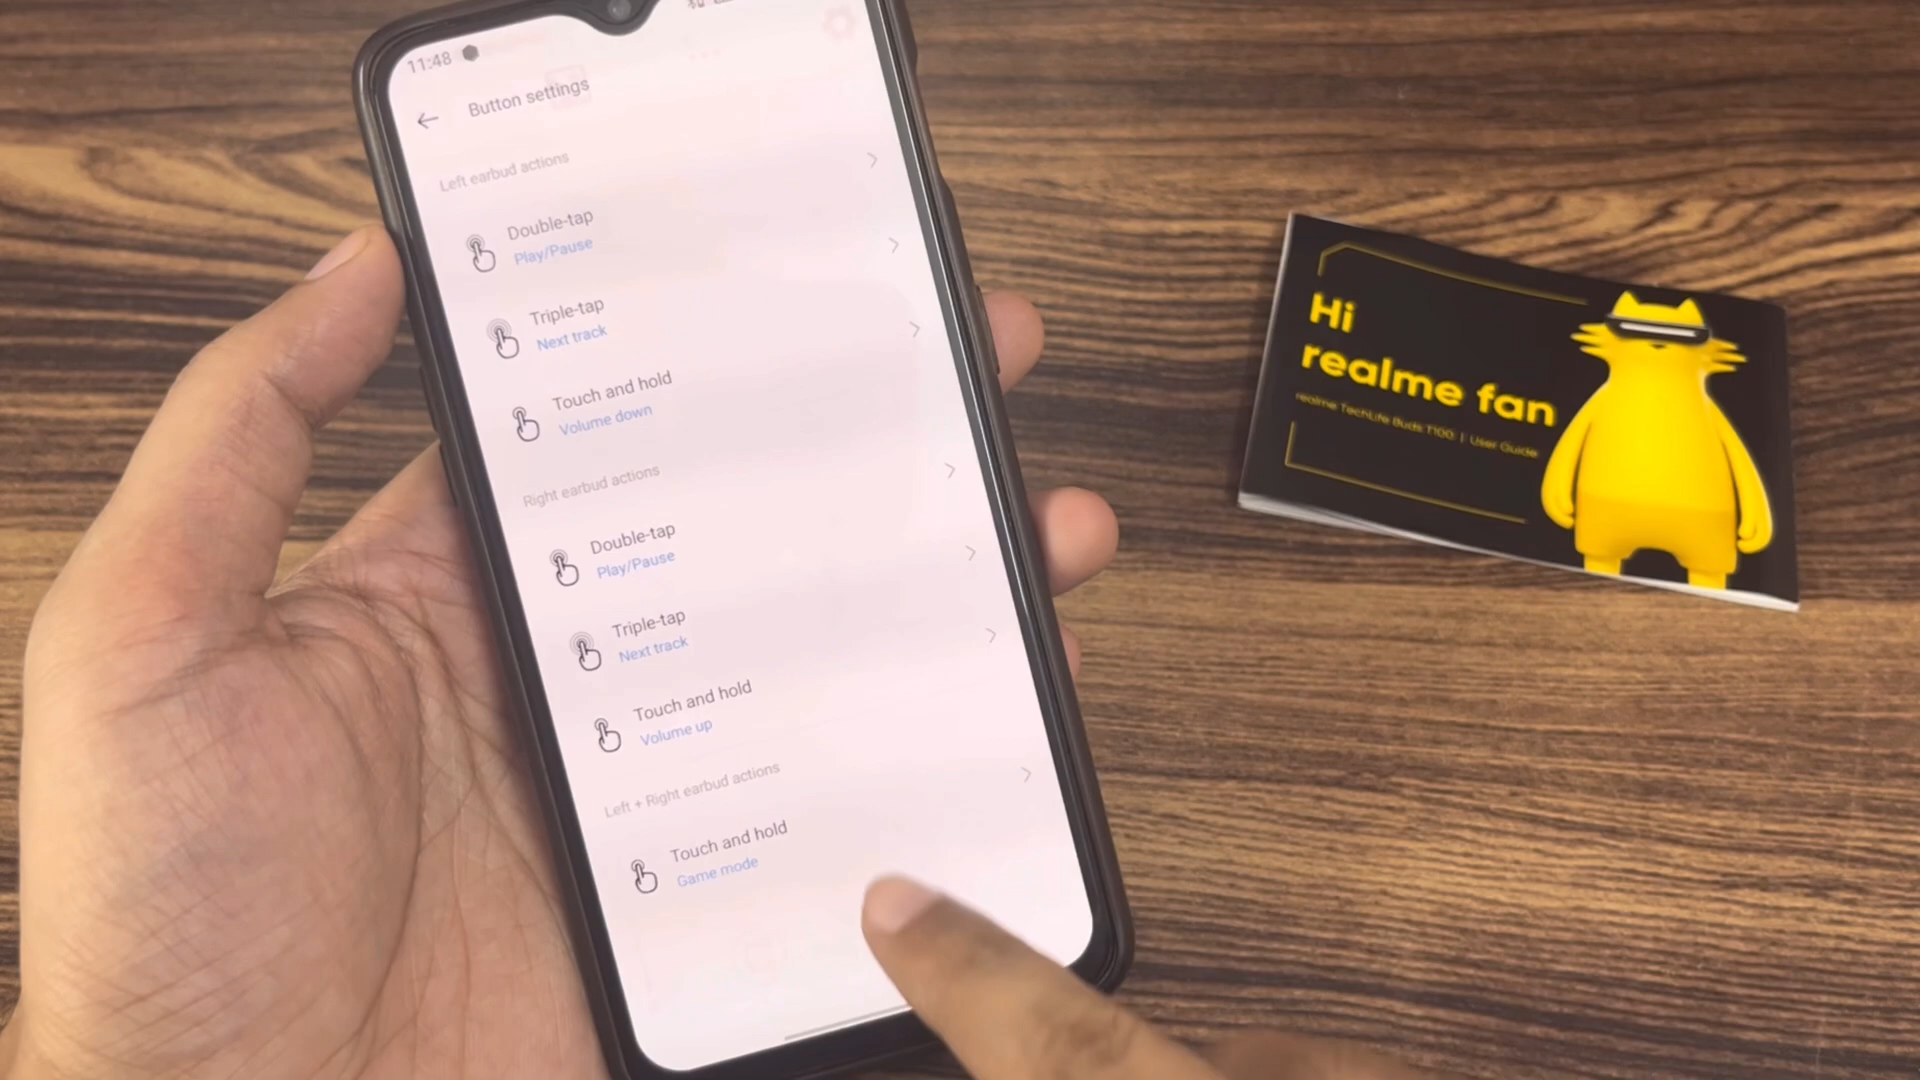 11:48
Button settings
Left earbud actions
Double-tap
Play/Pause
Triple-tap
Next track
Touch and hold
Volume down
Right earbud actions
Double-tap
Play/Pause
Triple-tap
Next track
Touch and hold
Volume up
Left + Right earbud actions
Touch and hold
Game mode
Hi
realme fan
realme TechLife Buds T100 | User Guide